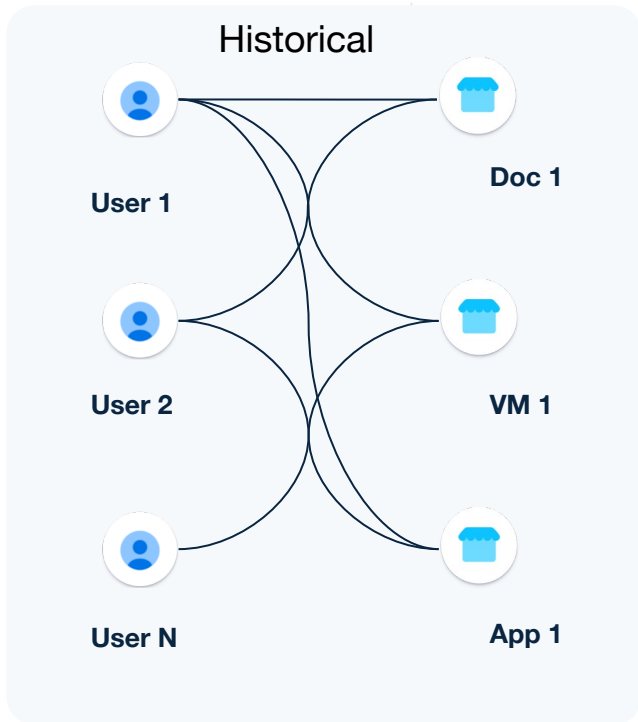 Historical
Doc 1
User 1
User 2
VM 1
User N
App 1